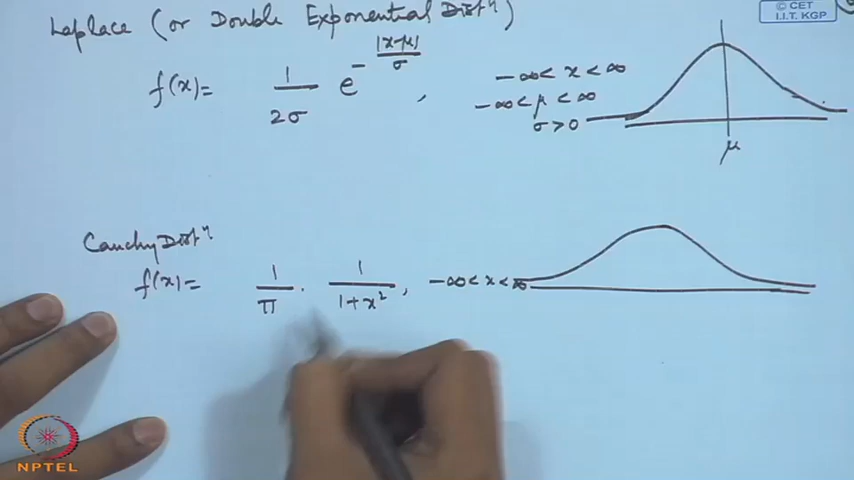 © CET
I.I.T. KGP
Laplace (or Double Exponential Distⁿ)
f(x) = 1/2σ e^{-|x-μ|/σ} , -∞ < x < ∞
-∞ < μ < ∞
σ > 0
μ
Cauchy Distⁿ
f(x) = 1/π · 1/1+x² , -∞ < x < ∞
NPTEL